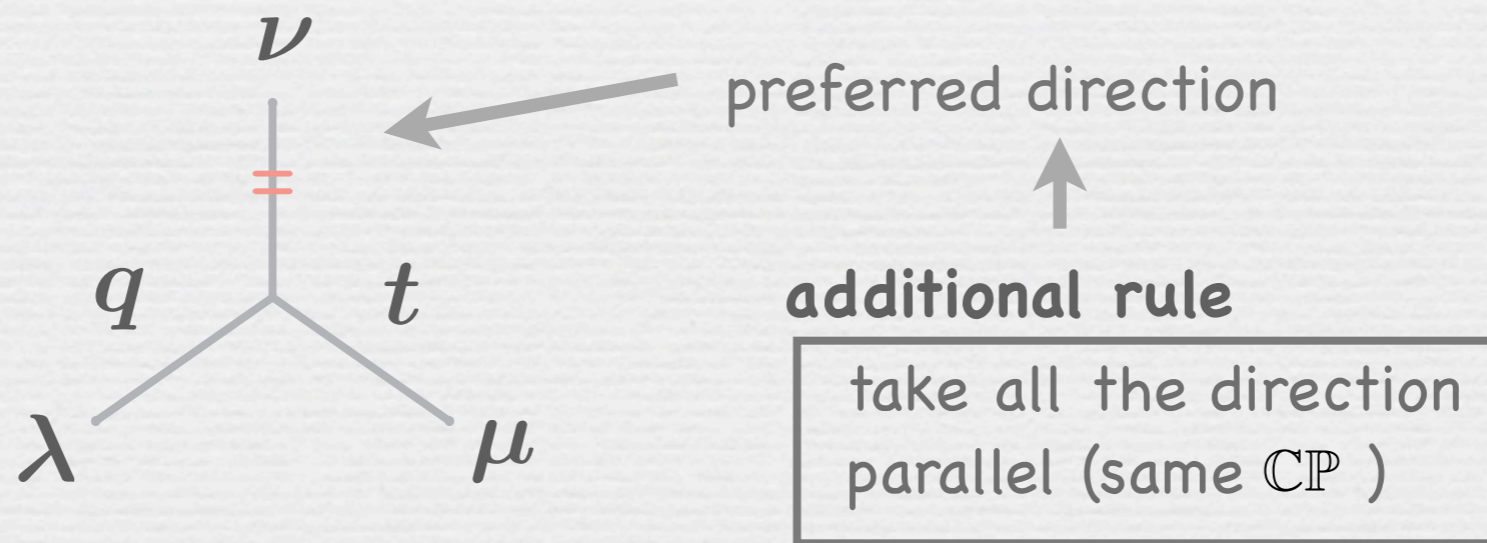 ν
preferred direction
q
t
additional rule
λ
μ
take all the direction
parallel (same ℂℙ )